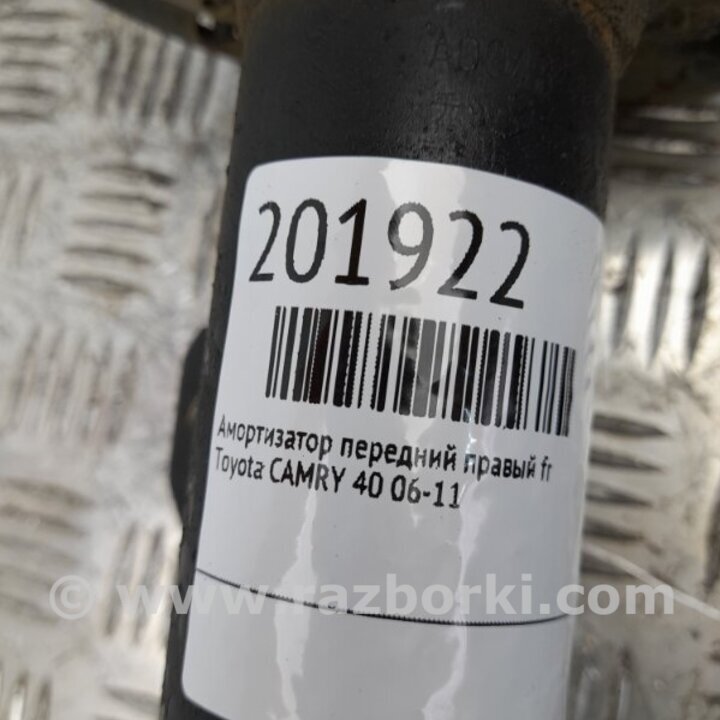 201922
Амортизатор передний правый fr
Toyota CAMRY 40 06-11
© www.razborki.com